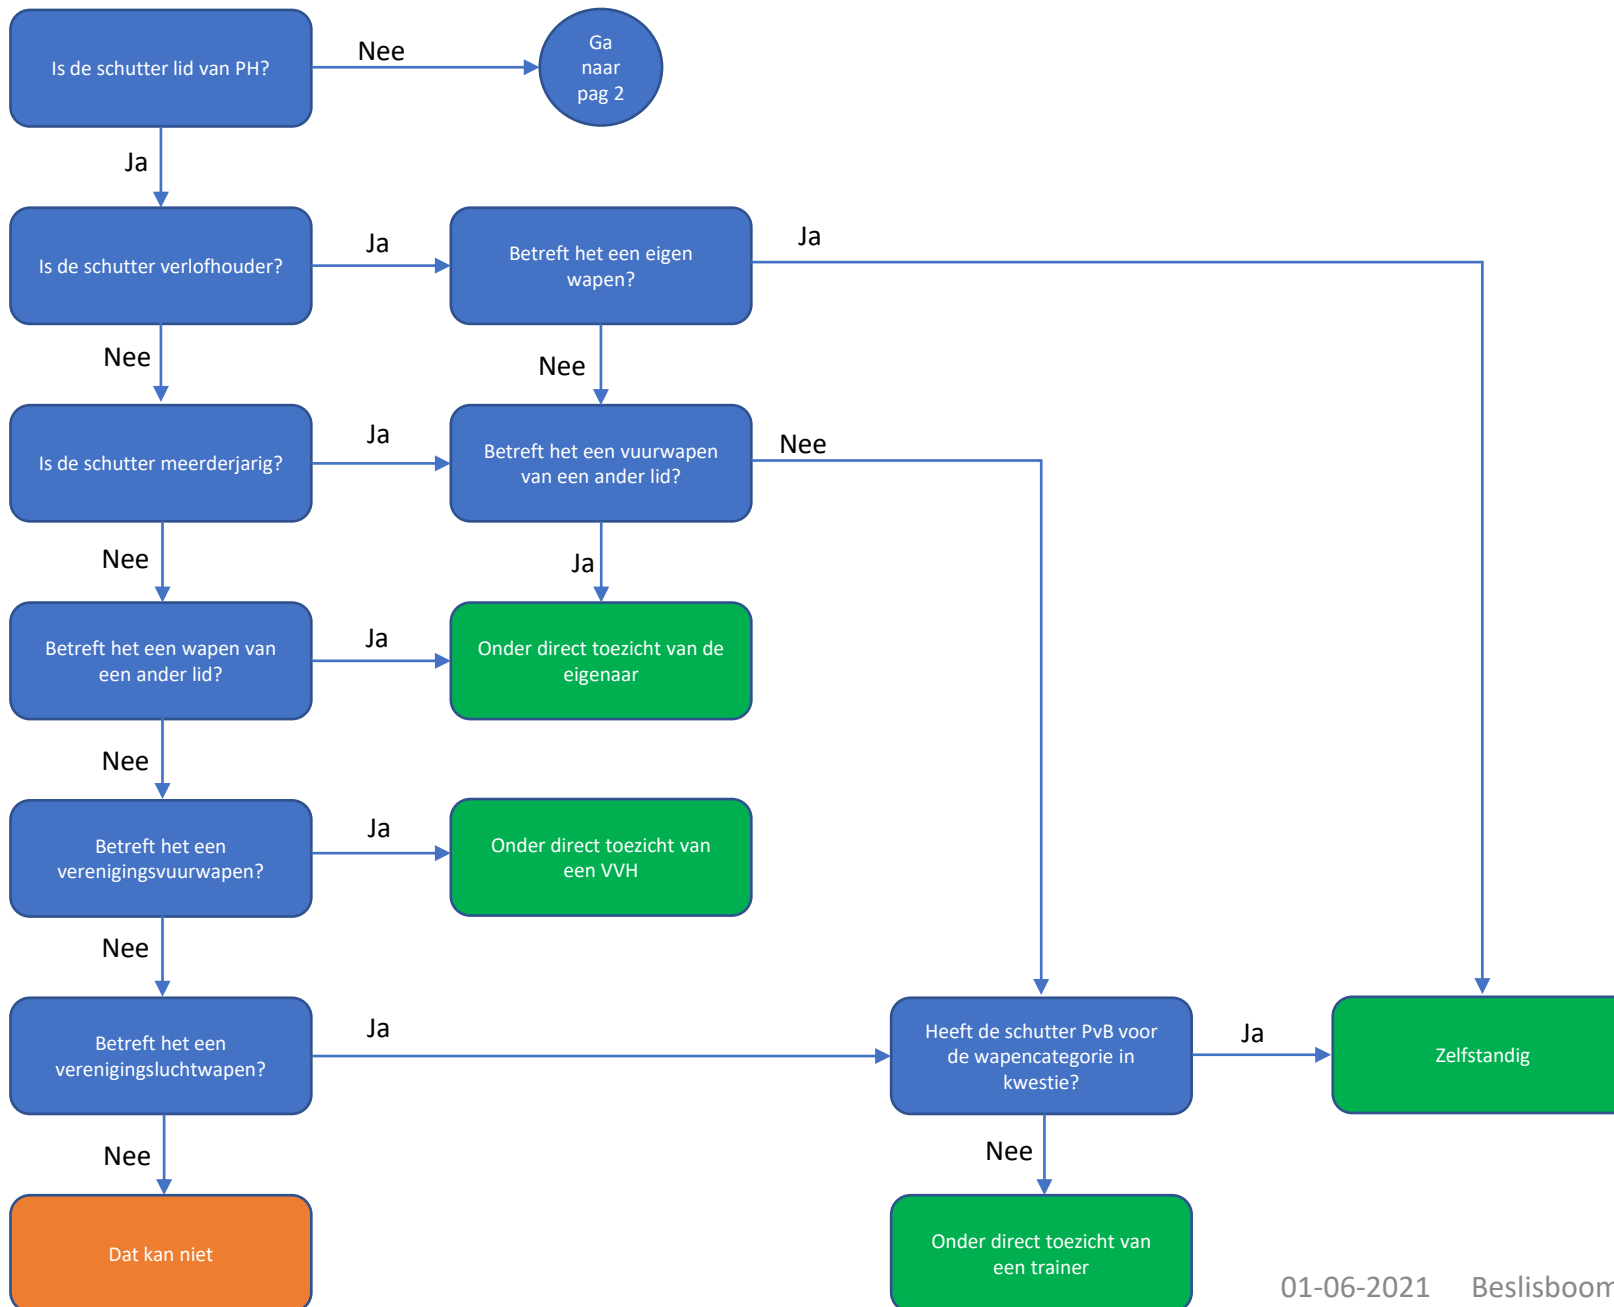 Is de schutter lid van PH?
Nee
Ga
naar
pag 2
Ja
Is de schutter verlofhouder?
Ja
Betreft het een eigen
wapen?
Ja
Nee
Nee
Is de schutter meerderjarig?
Ja
Betreft het een vuurwapen
van een ander lid?
Nee
Nee
Ja
Betreft het een wapen van
een ander lid?
Ja
Onder direct toezicht van de
eigenaar
Nee
Betreft het een
verenigingsvuurwapen?
Ja
Onder direct toezicht van
een VVH
Nee
Betreft het een
verenigingsluchtwapen?
Ja
Heeft de schutter PvB voor
de wapencategorie in
kwestie?
Ja
Zelfstandig
Nee
Nee
Dat kan niet
Onder direct toezicht van
een trainer
01-06-2021 Beslisboom